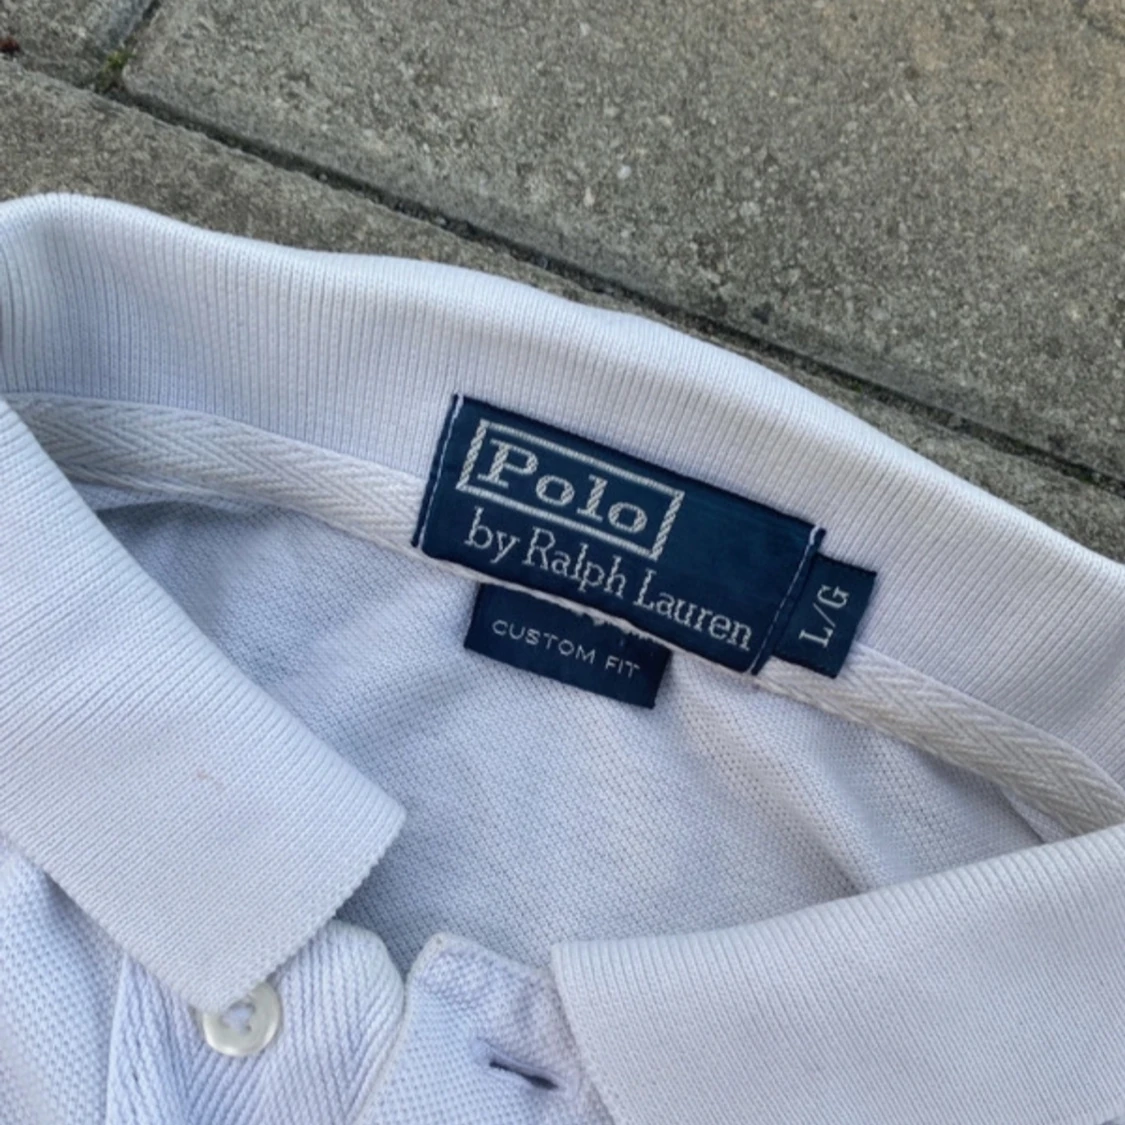 Polo
by Ralph Lauren
L/G
CUSTOM FIT